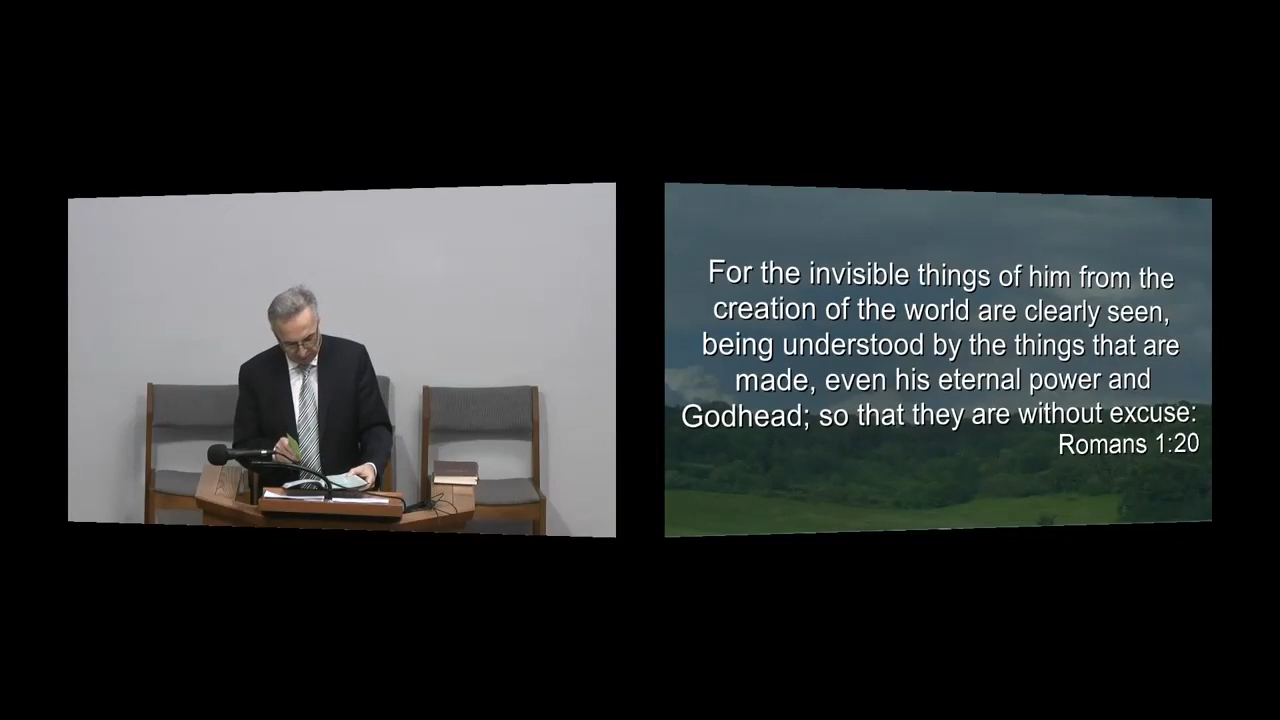 For the invisible things of him from the
creation of the world are clearly seen,
being understood by the things that are
made, even his eternal power and
Godhead; so that they are without excuse:
Romans 1:20